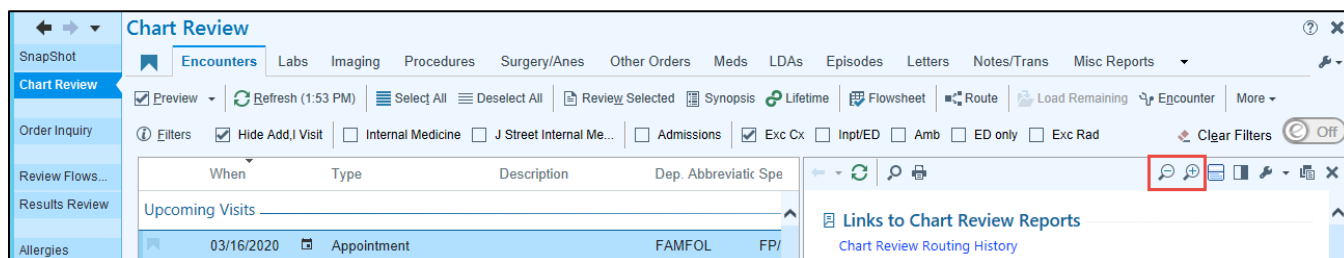 Chart Review
SnapShot
Encounters Labs Imaging Procedures Surgery/Anes Other Orders Meds LDAs Episodes Letters Notes/Trans Misc Reports
Chart Review
Preview Refresh (1:53 PM) Select All Deselect All Review Selected Synopsis Lifetime Flowsheet Route Load Remaining Encounter More
Order Inquiry
Filters Hide Add,I Visit Internal Medicine J Street Internal Me... Admissions Exc Cx Inpt/ED Amb ED only Exc Rad Clear Filters Off
Review Flows...
When Type Description Dep. Abbreviatic Spe
Results Review
Upcoming Visits
Links to Chart Review Reports
Allergies
03/16/2020 Appointment FAMFOL FP/
Chart Review Routing History